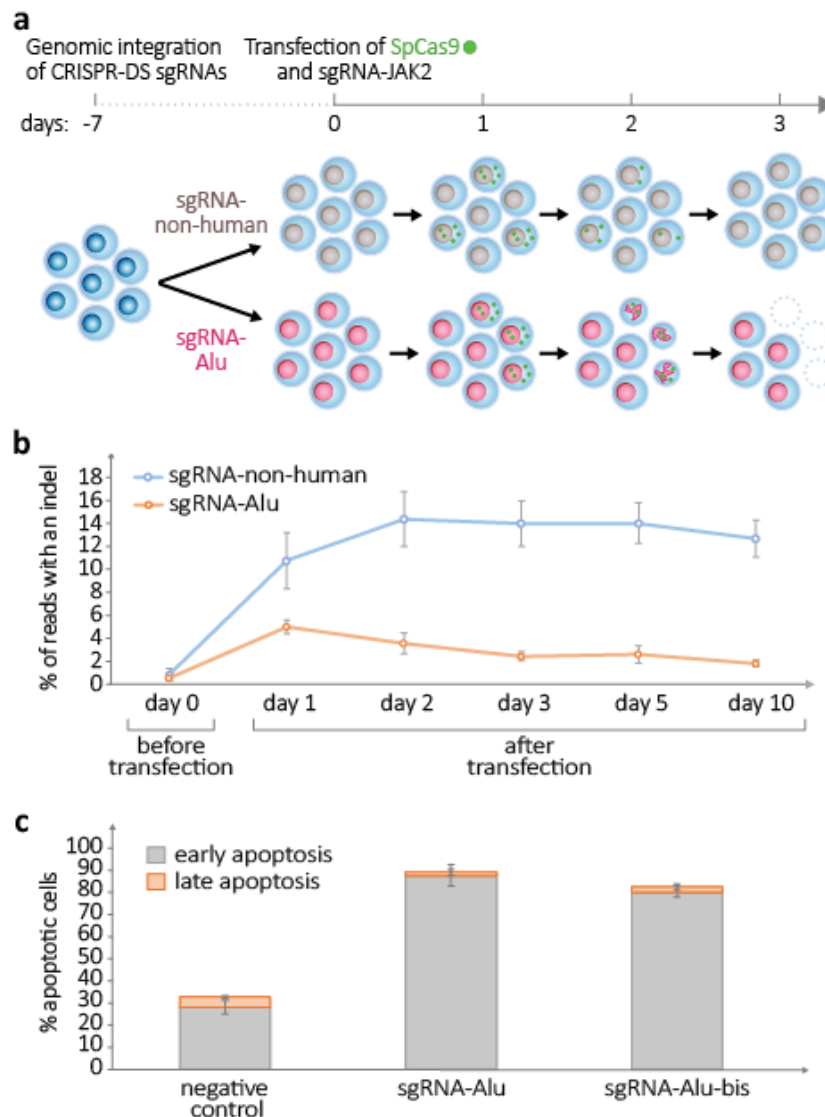 a
Genomic integration
of CRISPR-DS sgRNAs
Transfection of SpCas9
and sgRNA-JAK2
days: -7 0 1 2 3
sgRNA-
non-human
sgRNA-
Alu
b
% of reads with an indel
18
16
14
12
10
8
6
4
2
0
sgRNA-non-human
sgRNA-Alu
day 0 day 1 day 2 day 3 day 5 day 10
before
transfection
after
transfection
c
% apoptotic cells
100
90
80
70
60
50
40
30
20
10
0
early apoptosis
late apoptosis
negative
control
sgRNA-Alu
sgRNA-Alu-bis